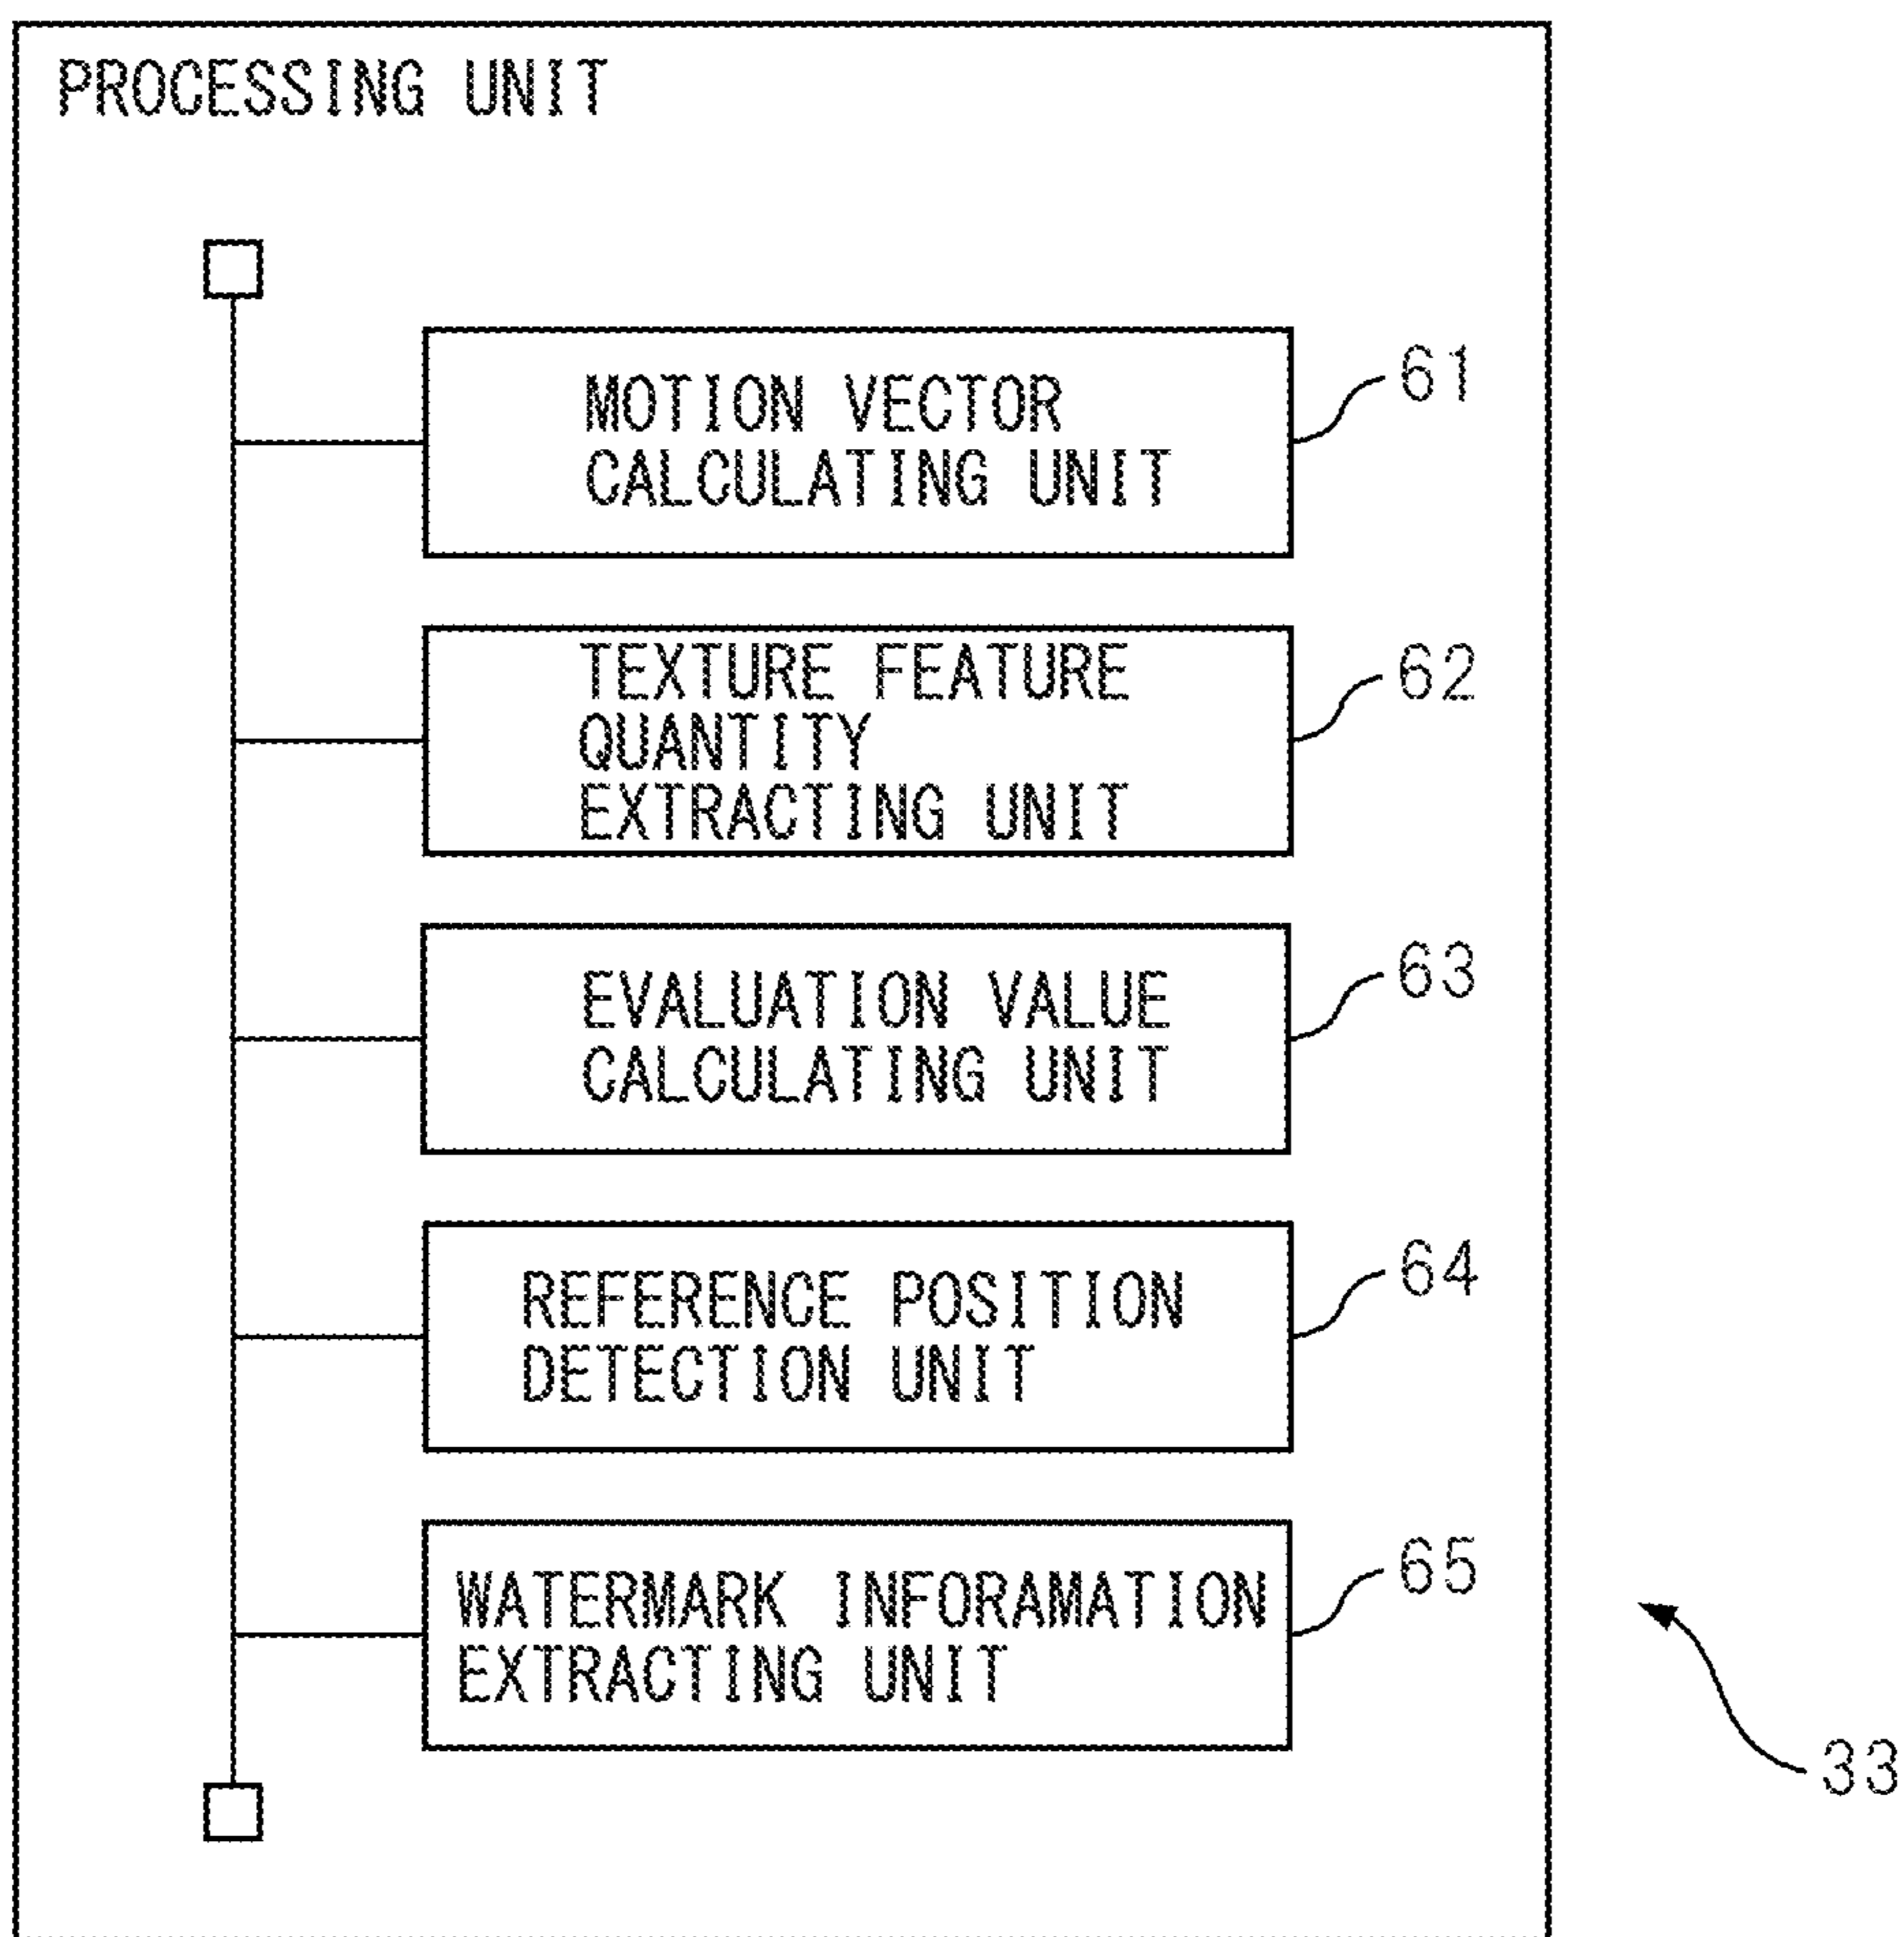 PROCESSING UNIT
MOTION VECTOR
CALCULATING UNIT
61
TEXTURE FEATURE
QUANTITY
EXTRACTING UNIT
62
EVALUATION VALUE
CALCULATING UNIT
63
REFERENCE POSITION
DETECTION UNIT
64
WATERMARK INFORAMATION
EXTRACTING UNIT
65
33